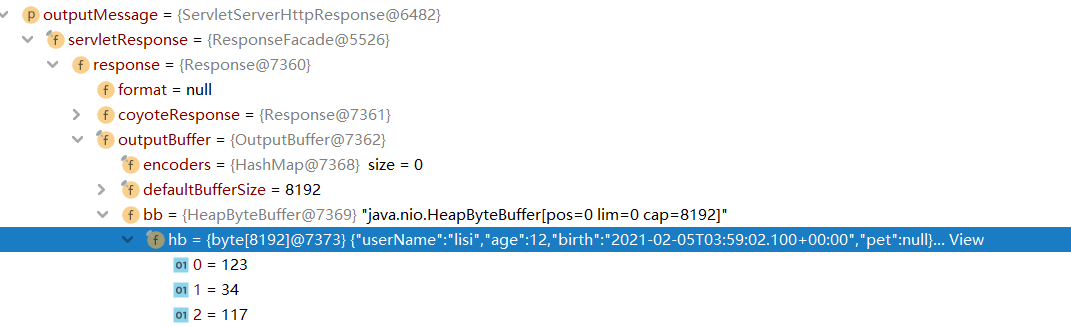 p outputMessage = {ServletServerHttpResponse@6482}
f servletResponse = {ResponseFacade@5526}
f response = {Response@7360}
f format = null
f coyoteResponse = {Response@7361}
f outputBuffer = {OutputBuffer@7362}
f encoders = {HashMap@7368} size = 0
f defaultBufferSize = 8192
f bb = {HeapByteBuffer@7369} "java.nio.HeapByteBuffer[pos=0 lim=0 cap=8192]"
f hb = {byte[8192]@7373} {"userName":"lisi","age":12,"birth":"2021-02-05T03:59:02.100+00:00","pet":null}... View
01 0 = 123
01 1 = 34
01 2 = 117